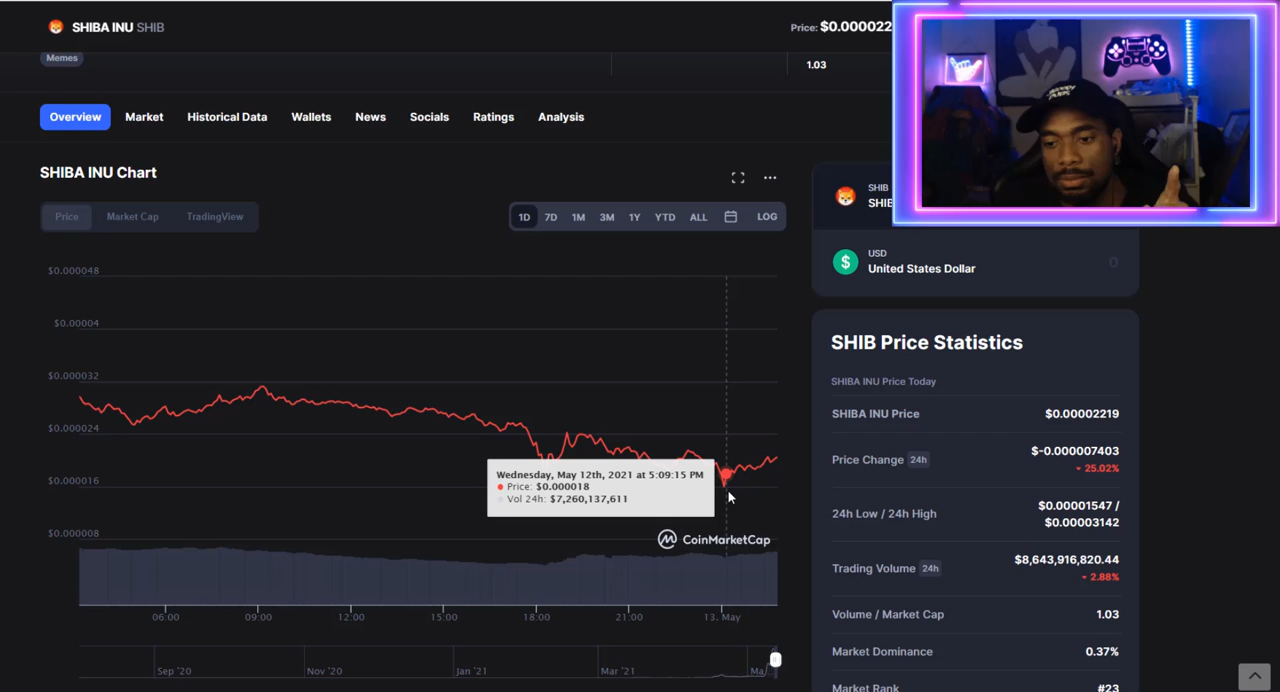 SHIBA INU SHIB
Price: $0.000022
Memes
1.03
Overview Market Historical Data Wallets News Socials Ratings Analysis
SHIBA INU Chart
Price Market Cap TradingView
1D 7D 1M 3M 1Y YTD ALL LOG
SHIB
SHIB
USD
United States Dollar
0
$0.000048
$0.00004
$0.000032
$0.000024
$0.000016
$0.000008
Wednesday, May 12th, 2021 at 5:09:15 PM
Price: $0.000018
Vol 24h: $7,260,137,611
CoinMarketCap
06:00 09:00 12:00 15:00 18:00 21:00 13. May
Sep '20 Nov '20 Jan '21 Mar '21 Ma
SHIB Price Statistics
SHIBA INU Price Today
SHIBA INU Price $0.00002219
Price Change 24h $-0.000007403
25.02%
24h Low / 24h High $0.00001547 /
$0.00003142
Trading Volume 24h $8,643,916,820.44
2.88%
Volume / Market Cap 1.03
Market Dominance 0.37%
Market Rank #23